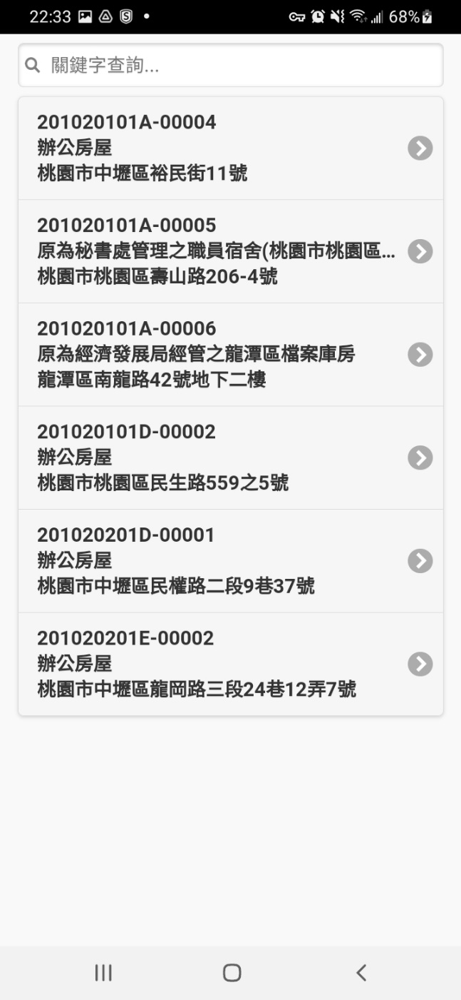 22:33
68%
關鍵字查詢...
201020101A-00004
辦公房屋
桃園市中壢區裕民街11號
201020101A-00005
原為秘書處管理之職員宿舍(桃園市桃園區...
桃園市桃園區壽山路206-4號
201020101A-00006
原為經濟發展局經管之龍潭區檔案庫房
龍潭區南龍路42號地下二樓
201020101D-00002
辦公房屋
桃園市桃園區民生路559之5號
201020201D-00001
辦公房屋
桃園市中壢區民權路二段9巷37號
201020201E-00002
辦公房屋
桃園市中壢區龍岡路三段24巷12弄7號